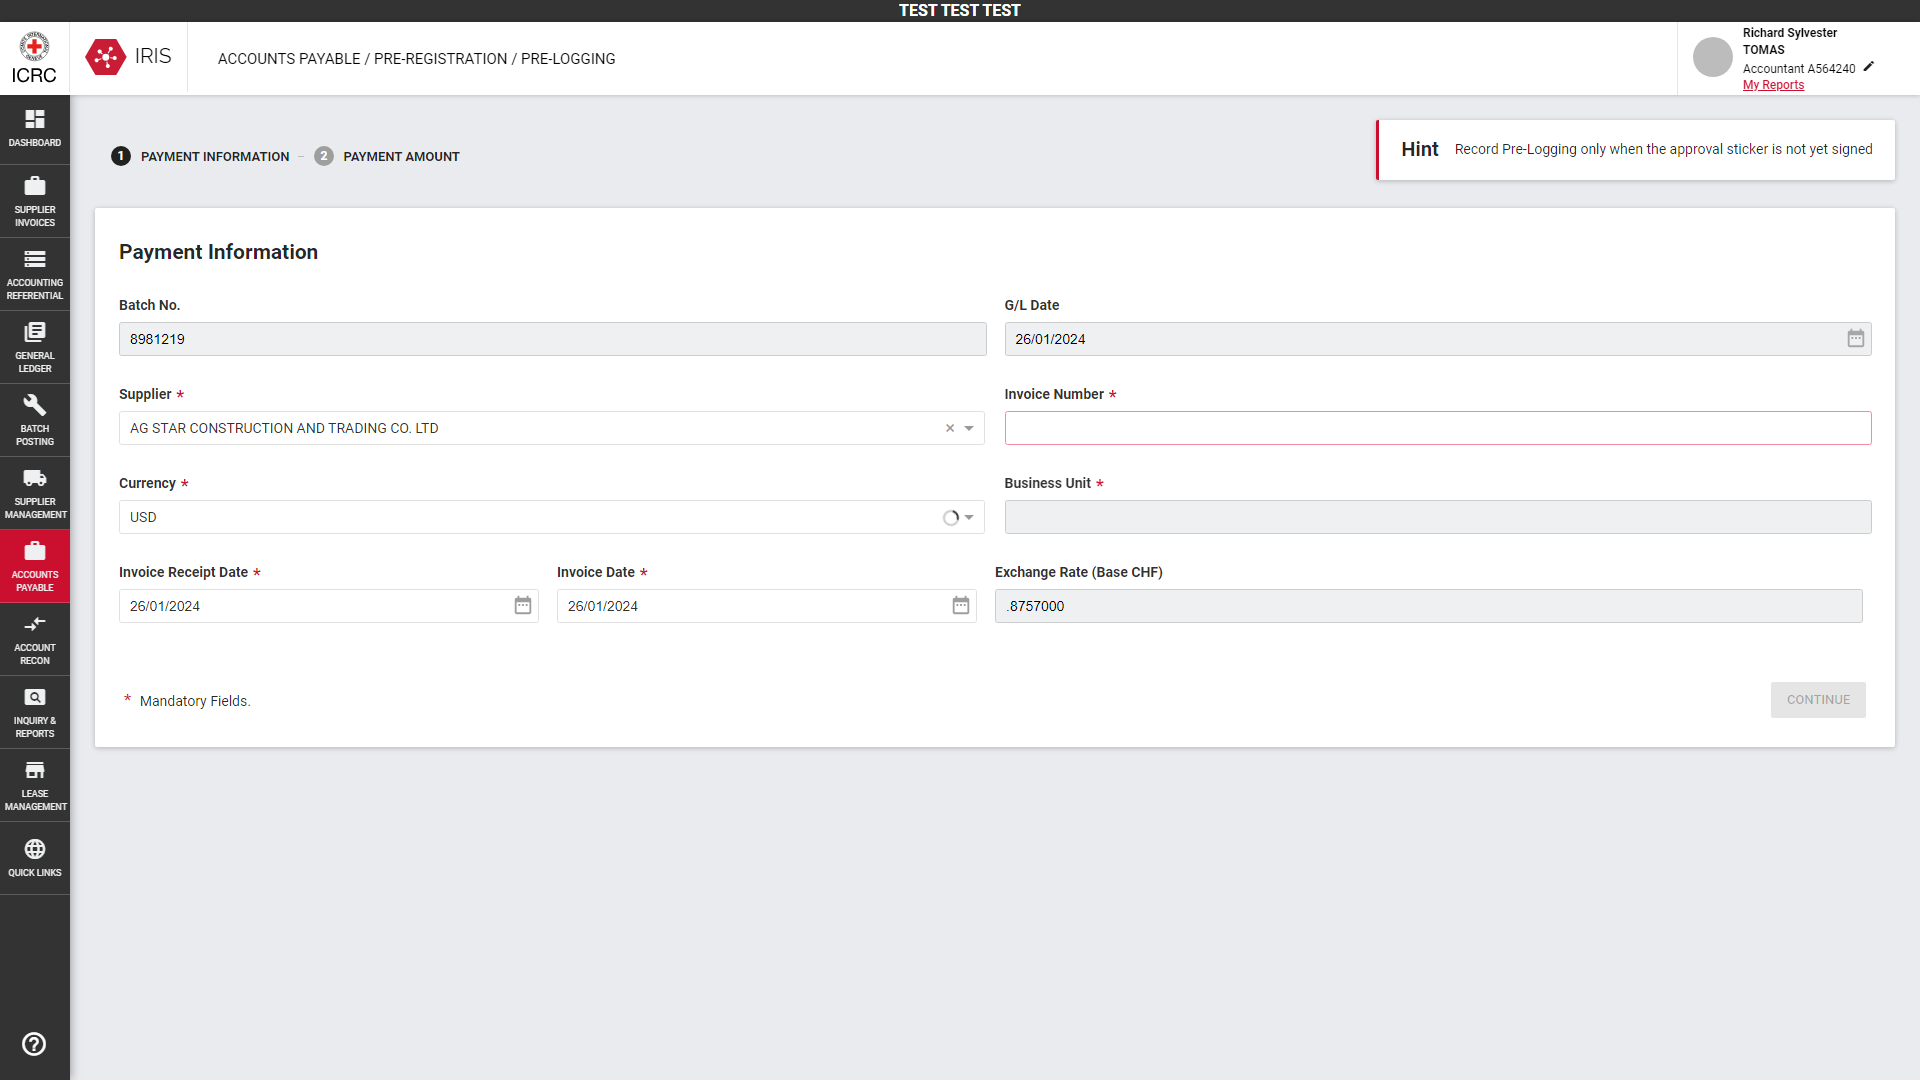 TEST TEST TEST
ICRC
IRIS
ACCOUNTS PAYABLE / PRE-REGISTRATION / PRE-LOGGING
Richard Sylvester
TOMAS
Accountant A564240
My Reports
DASHBOARD
SUPPLIER
INVOICES
ACCOUNTING
REFERENTIAL
GENERAL
LEDGER
BATCH
POSTING
SUPPLIER
MANAGEMENT
ACCOUNTS
PAYABLE
ACCOUNT
RECON
INQUIRY &
REPORTS
LEASE
MANAGEMENT
QUICK LINKS
1 PAYMENT INFORMATION
2 PAYMENT AMOUNT
Hint Record Pre-Logging only when the approval sticker is not yet signed
Payment Information
Batch No.
8981219
G/L Date
26/01/2024
Supplier *
AG STAR CONSTRUCTION AND TRADING CO. LTD
Invoice Number *
Currency *
USD
Business Unit *
Invoice Receipt Date *
26/01/2024
Invoice Date *
26/01/2024
Exchange Rate (Base CHF)
.8757000
* Mandatory Fields.
CONTINUE